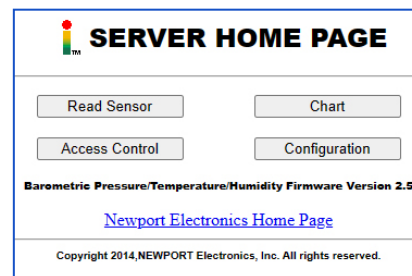 i TM SERVER HOME PAGE
Read Sensor Chart
Access Control Configuration
Barometric Pressure/Temperature/Humidity Firmware Version 2.5
Newport Electronics Home Page
Copyright 2014,NEWPORT Electronics, Inc. All rights reserved.